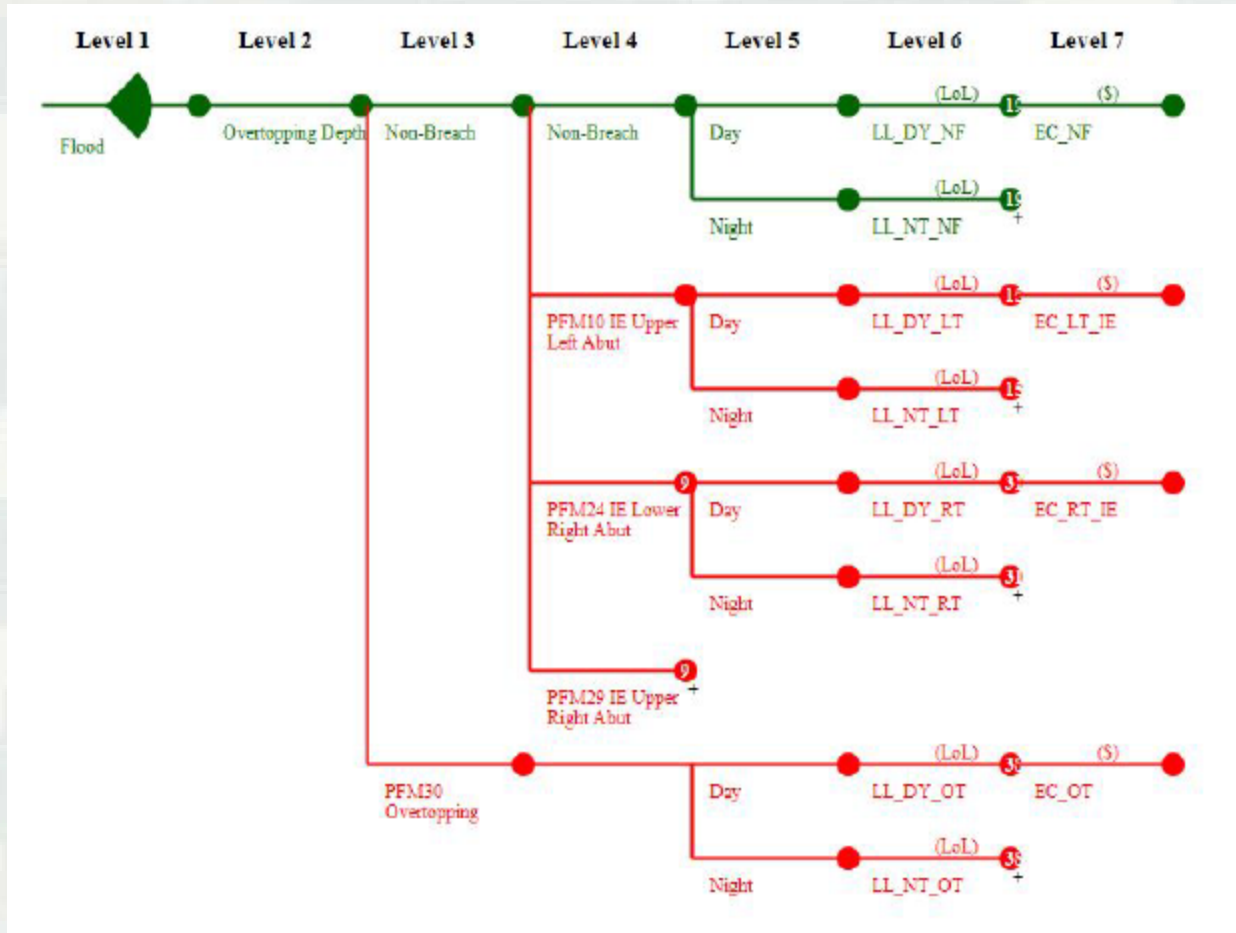 Level 1 Level 2 Level 3 Level 4 Level 5 Level 6 Level 7
(LoL) ($)
Flood Overtopping Depth Non-Breach Non-Breach Day LL_DY_NF EC_NF
(LoL)
19
+
Night LL_NT_NF
(LoL) ($)
PFM10 IE Upper Day LL_DY_LT EC_LT_IE
Left Abut
(LoL)
15
+
Night LL_NT_LT
(LoL) ($)
9
PFM24 IE Lower Day LL_DY_RT EC_RT_IE
Right Abut
(LoL)
31
+
Night LL_NT_RT
9
+
PFM29 IE Upper
Right Abut
(LoL) ($)
PFM30 Day LL_DY_OT EC_OT
Overtopping
(LoL)
+
Night LL_NT_OT